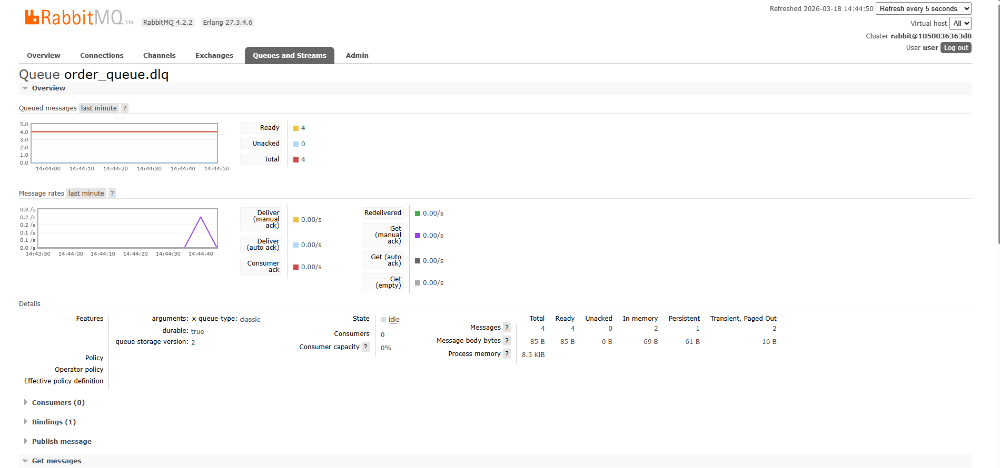 RabbitMQ TM RabbitMQ 4.2.2 Erlang 27.3.4.6
Refreshed 2026-03-18 14:44:50 Refresh every 5 seconds
Virtual host All
Cluster rabbit@1050036363d8
User user Log out
Overview Connections Channels Exchanges Queues and Streams Admin
Queue order_queue.dlq
Overview
Queued messages last minute ?
5.0
4.0
3.0
2.0
1.0
0.0
14:44:00 14:44:10 14:44:20 14:44:30 14:44:40 14:44:50
Ready 4
Unacked 0
Total 4
Message rates last minute ?
0.3 /s
0.2 /s
0.2 /s
0.1 /s
0.1 /s
0.0 /s
14:43:50 14:44:00 14:44:10 14:44:20 14:44:30 14:44:40
Deliver
(manual
ack) 0.00/s
Deliver
(auto ack) 0.00/s
Consumer
ack 0.00/s
Redelivered 0.00/s
Get
(manual
ack) 0.00/s
Get (auto
ack) 0.00/s
Get
(empty) 0.00/s
Details
Features
arguments: x-queue-type: classic
durable: true
queue storage version: 2
Policy
Operator policy
Effective policy definition
State idle
Consumers 0
Consumer capacity ? 0%
Total Ready Unacked In memory Persistent Transient, Paged Out
Messages ? 4 4 0 2 1 2
Message body bytes ? 85 B 85 B 0 B 69 B 61 B 16 B
Process memory ? 8.3 KiB
Consumers (0)
Bindings (1)
Publish message
Get messages